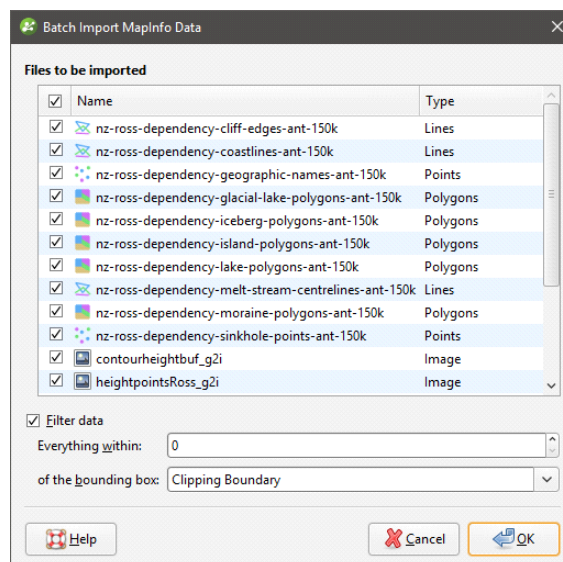 Batch Import MapInfo Data
Files to be imported
Name Type
nz-ross-dependency-cliff-edges-ant-150k Lines
nz-ross-dependency-coastlines-ant-150k Lines
nz-ross-dependency-geographic-names-ant-150k Points
nz-ross-dependency-glacial-lake-polygons-ant-150k Polygons
nz-ross-dependency-iceberg-polygons-ant-150k Polygons
nz-ross-dependency-island-polygons-ant-150k Polygons
nz-ross-dependency-lake-polygons-ant-150k Polygons
nz-ross-dependency-melt-stream-centrelines-ant-150k Lines
nz-ross-dependency-moraine-polygons-ant-150k Polygons
nz-ross-dependency-sinkhole-points-ant-150k Points
contourheightbuf_g2i Image
heightpointsRoss_g2i Image
Filter data
Everything within: 0
of the bounding box: Clipping Boundary
Help Cancel OK